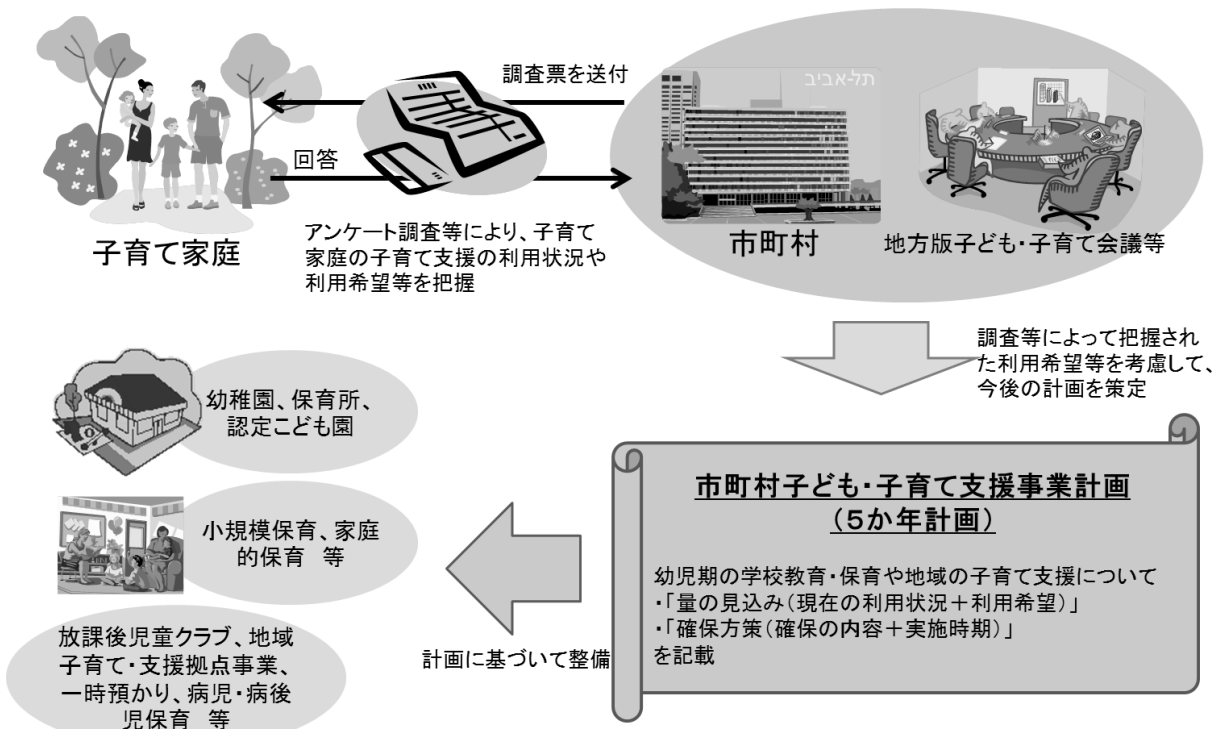 調査票を送付
תל-אביב
回答
子育て家庭
アンケート調査等により、子育て
家庭の子育て支援の利用状況や
利用希望等を把握
市町村
地方版子ども・子育て会議等
調査等によって把握され
た利用希望等を考慮して、
今後の計画を策定
幼稚園、保育所、
認定こども園
小規模保育、家庭
的保育　等
放課後児童クラブ、地域
子育て・支援拠点事業、
一時預かり、病児・病後
児保育　等
計画に基づいて整備
市町村子ども・子育て支援事業計画
（５か年計画）
幼児期の学校教育・保育や地域の子育て支援について
・「量の見込み（現在の利用状況＋利用希望）」
・「確保方策（確保の内容＋実施時期）」
を記載